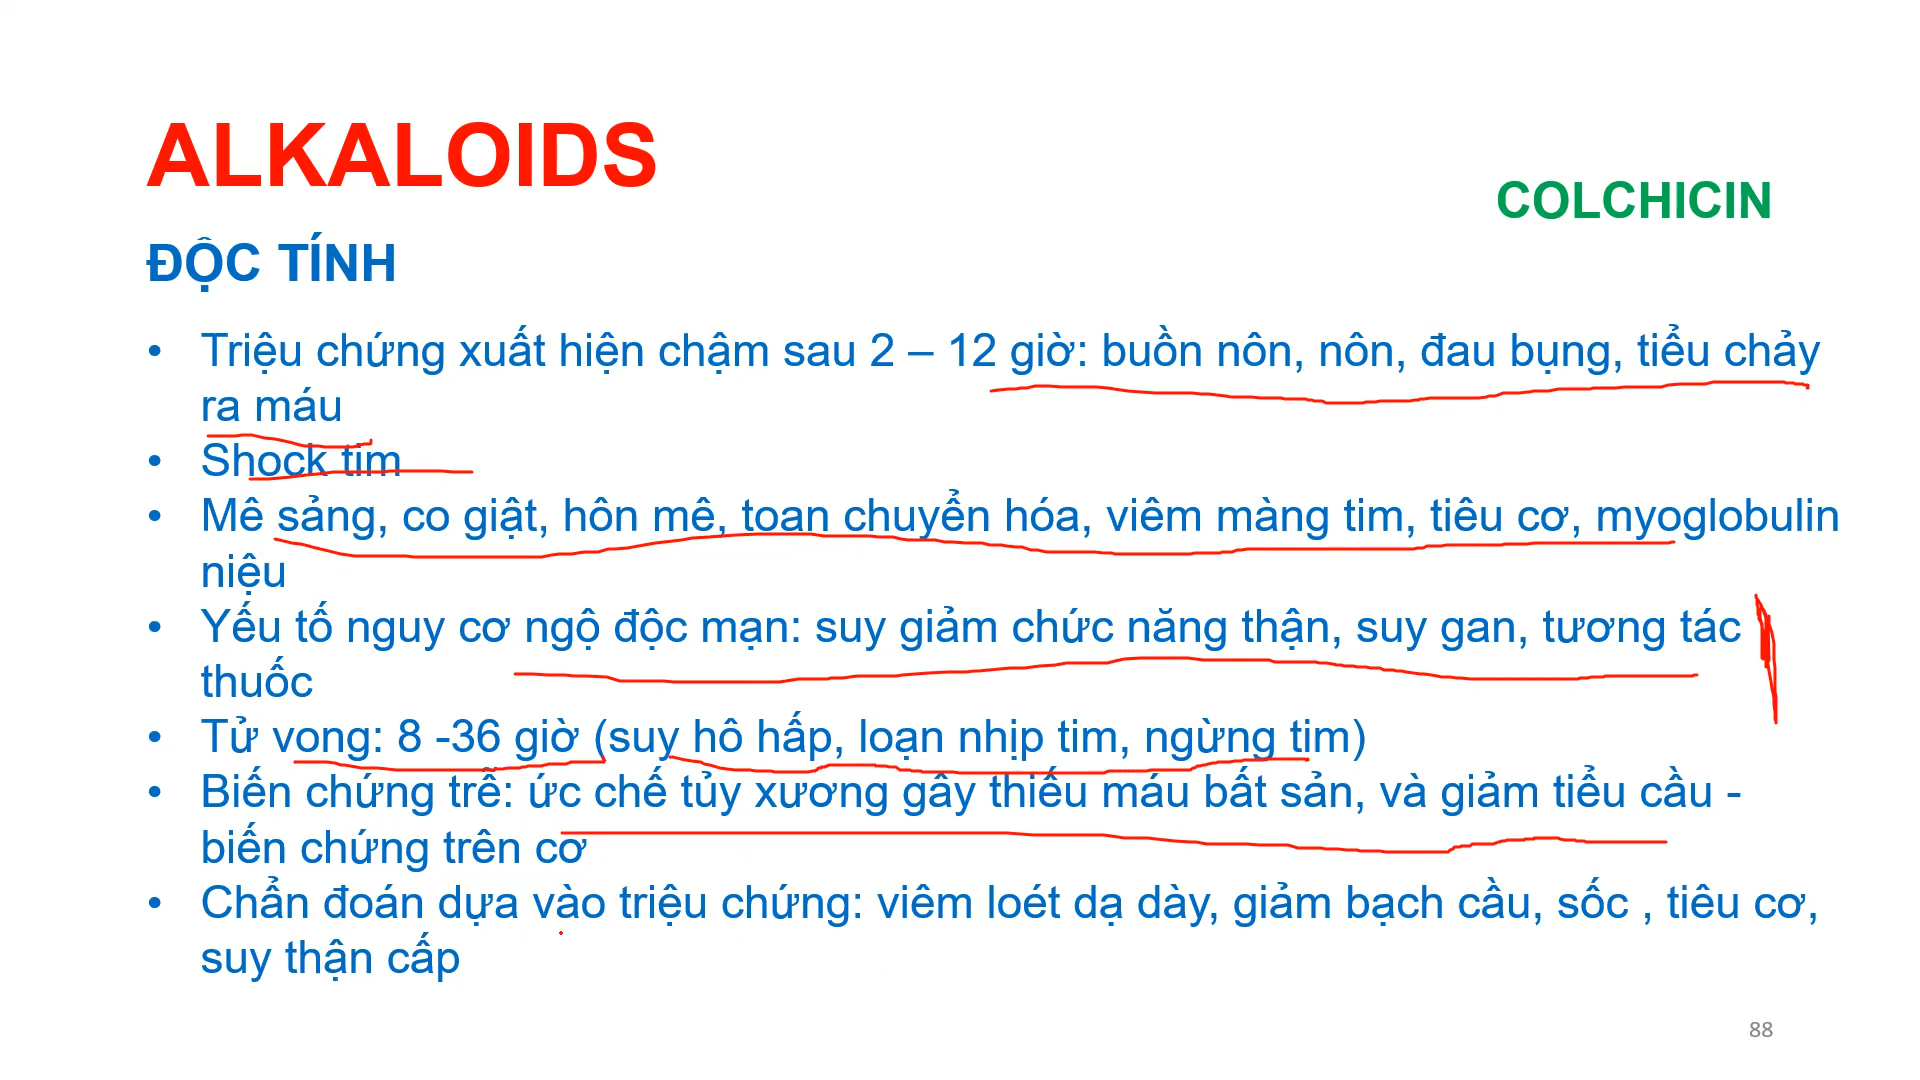 ALKALOIDS
COLCHICIN
ĐỘC TÍNH
• Triệu chứng xuất hiện chậm sau 2 – 12 giờ: buồn nôn, nôn, đau bụng, tiểu chảy
ra máu
• Shock tim
• Mê sảng, co giật, hôn mê, toan chuyển hóa, viêm màng tim, tiêu cơ, myoglobulin
niệu
• Yếu tố nguy cơ ngộ độc mạn: suy giảm chức năng thận, suy gan, tương tác
thuốc
• Tử vong: 8 -36 giờ (suy hô hấp, loạn nhịp tim, ngừng tim)
• Biến chứng trễ: ức chế tủy xương gây thiếu máu bất sản, và giảm tiểu cầu -
biến chứng trên cơ
• Chẩn đoán dựa vào triệu chứng: viêm loét dạ dày, giảm bạch cầu, sốc , tiêu cơ,
suy thận cấp
88